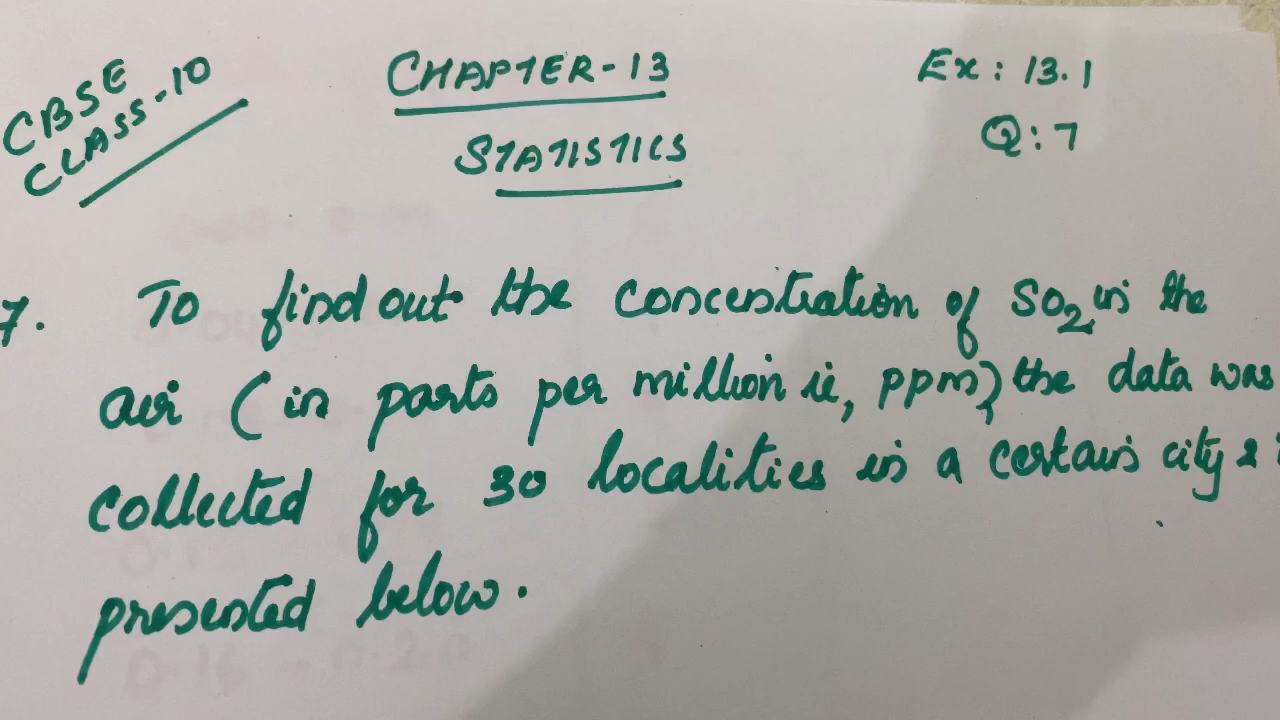 CBSE
CLASS-10
CHAPTER-13
STATISTICS
Ex: 13.1
Q:7
7. To find out the concentration of SO2 in the
air (in parts per million ie, ppm), the data was
collected for 30 localities in a certain city &
presented below.